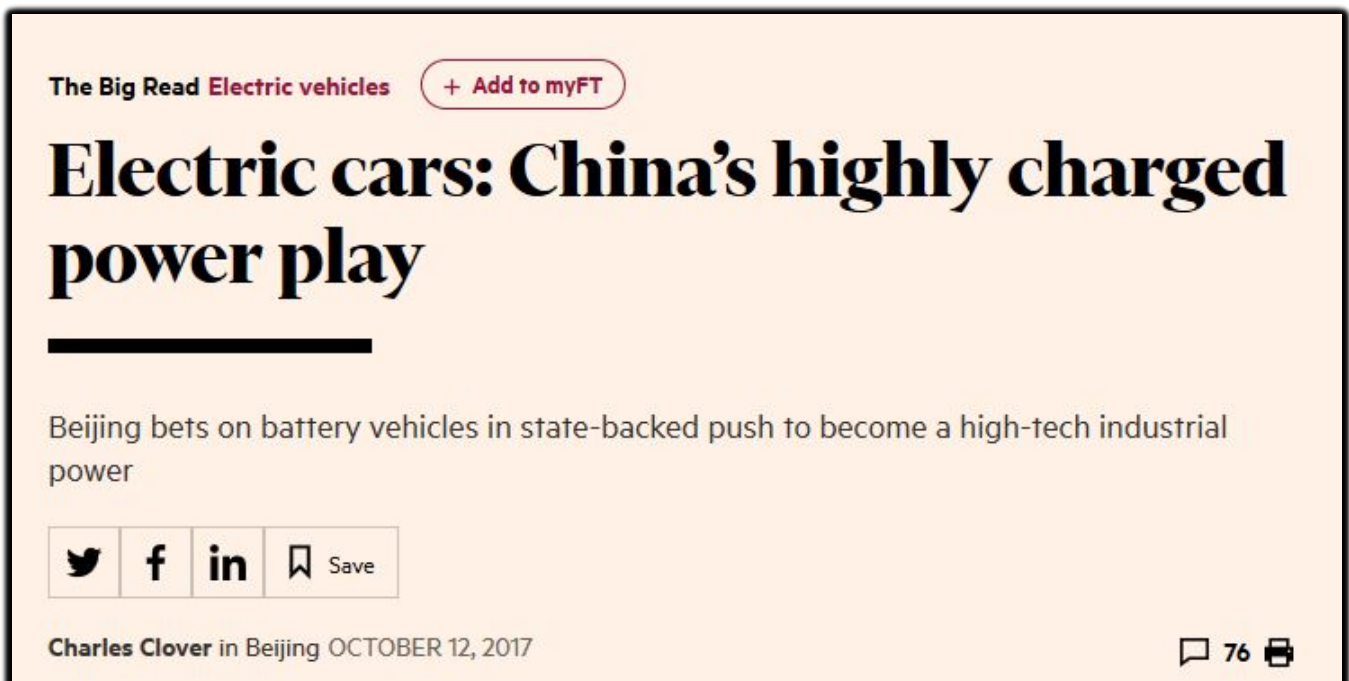 The Big Read Electric vehicles + Add to myFT
Electric cars: China’s highly charged
power play
Beijing bets on battery vehicles in state-backed push to become a high-tech industrial
power
f in Save
Charles Clover in Beijing OCTOBER 12, 2017 76